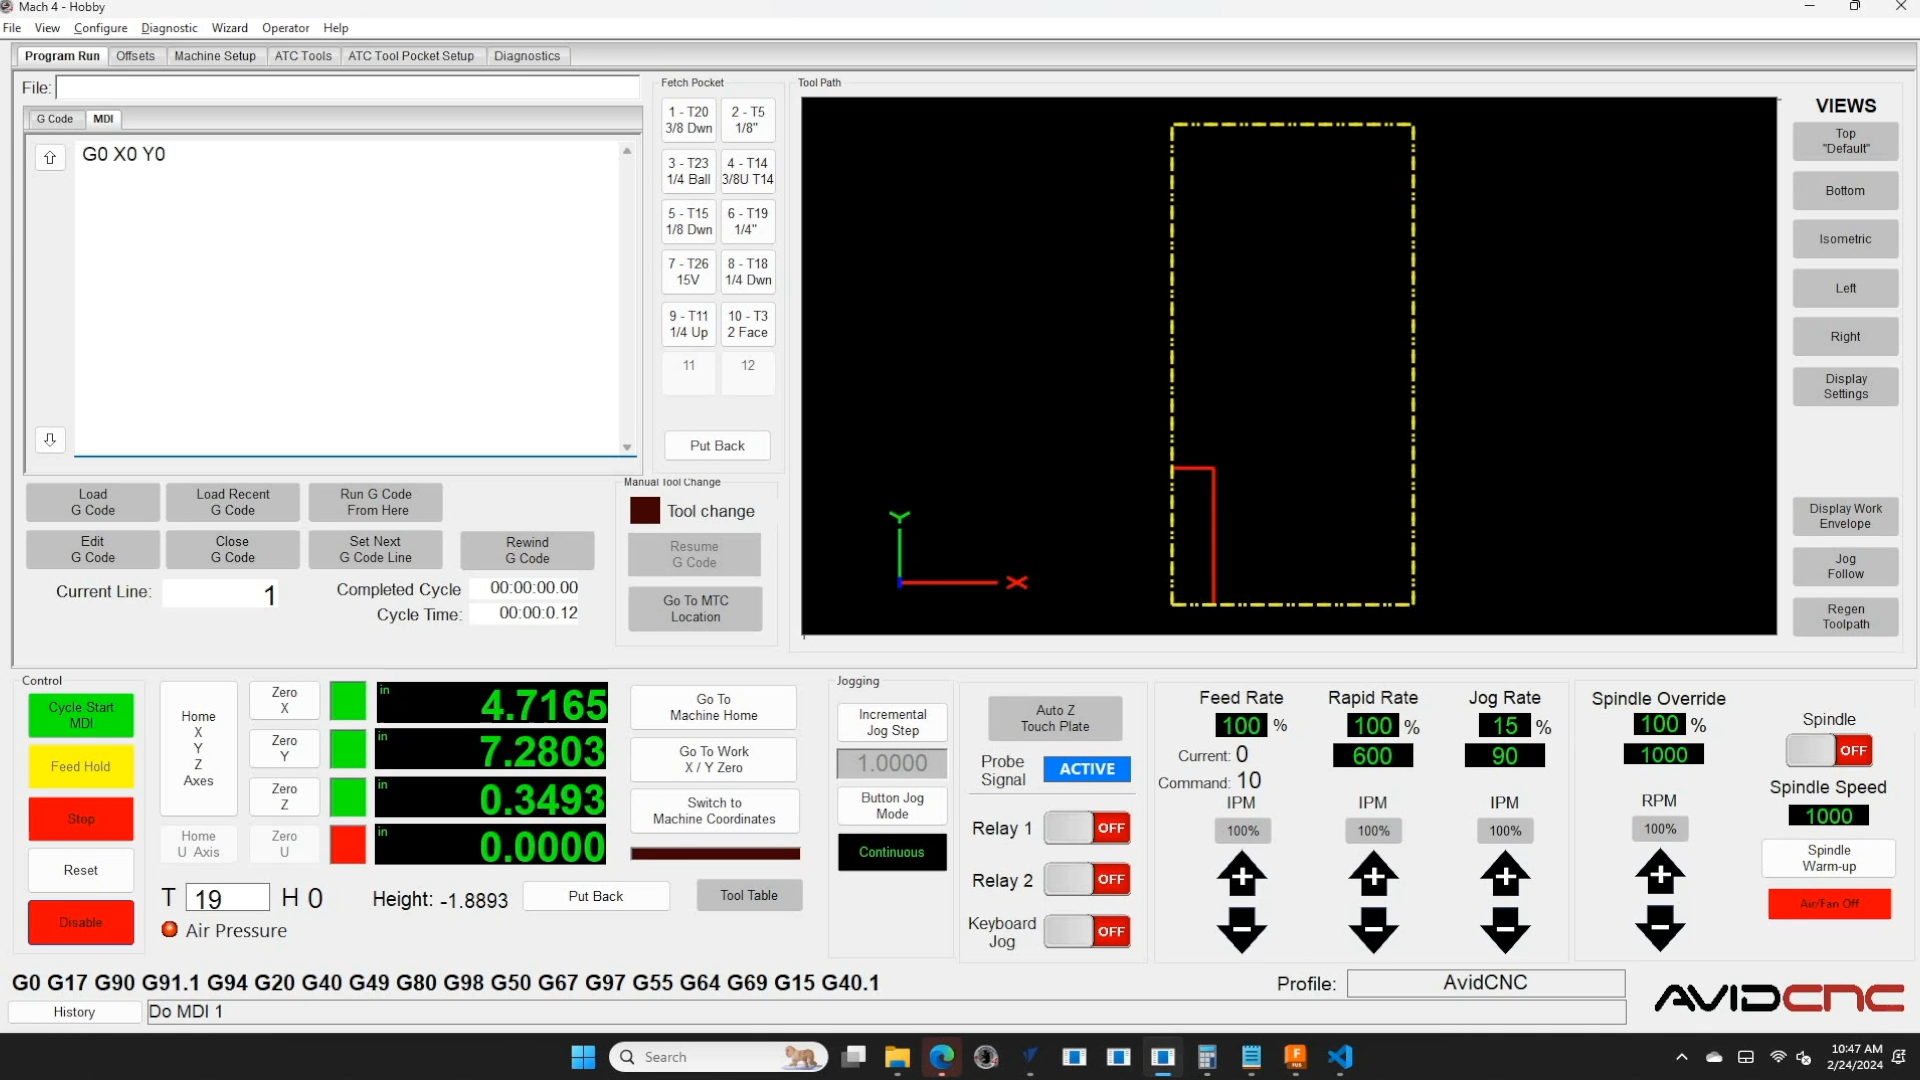 Mach 4 - Hobby
File View Configure Diagnostic Wizard Operator Help
Program Run Offsets Machine Setup ATC Tools ATC Tool Pocket Setup Diagnostics
File:
G Code MDI
G0 X0 Y0
Fetch Pocket
1 - T20
3/8 Dwn
2 - T5
1/8"
3 - T23
1/4 Ball
4 - T14
3/8U T14
5 - T15
1/8 Dwn
6 - T19
1/4"
7 - T26
15V
8 - T18
1/4 Dwn
9 - T11
1/4 Up
10 - T3
2 Face
11
12
Put Back
Tool Path
Y
X
VIEWS
Top
"Default"
Bottom
Isometric
Left
Right
Display
Settings
Display Work
Envelope
Jog
Follow
Regen
Toolpath
Load
G Code
Load Recent
G Code
Run G Code
From Here
Edit
G Code
Close
G Code
Set Next
G Code Line
Rewind
G Code
Current Line: 1
Completed Cycle 00:00:00.00
Cycle Time: 00:00:0.12
Manual Tool Change
Tool change
Resume
G Code
Go To MTC
Location
Control
Cycle Start
MDI
Feed Hold
Stop
Reset
Disable
Home
X
Y
Z
Axes
Home
U Axis
Zero
X
in 4.7165
Zero
Y
in 7.2803
Zero
Z
in 0.3493
Zero
U
in 0.0000
T 19 H 0
Height: -1.8893
Put Back
Tool Table
Air Pressure
Go To
Machine Home
Go To Work
X / Y Zero
Switch to
Machine Coordinates
Jogging
Incremental
Jog Step
1.0000
Button Jog
Mode
Continuous
Auto Z
Touch Plate
Probe
Signal
ACTIVE
Relay 1 OFF
Relay 2 OFF
Keyboard
Jog
OFF
Feed Rate
100 %
Current: 0
Command: 10
IPM
100%
Rapid Rate
100 %
600
IPM
100%
Jog Rate
15 %
90
IPM
100%
Spindle Override
100 %
1000
RPM
100%
Spindle
OFF
Spindle Speed
1000
Spindle
Warm-up
Air/Fan Off
G0 G17 G90 G91.1 G94 G20 G40 G49 G80 G98 G50 G67 G97 G55 G64 G69 G15 G40.1
Profile: AvidCNC
AVIDCNC
History
Do MDI 1
Search
10:47 AM
2/24/2024